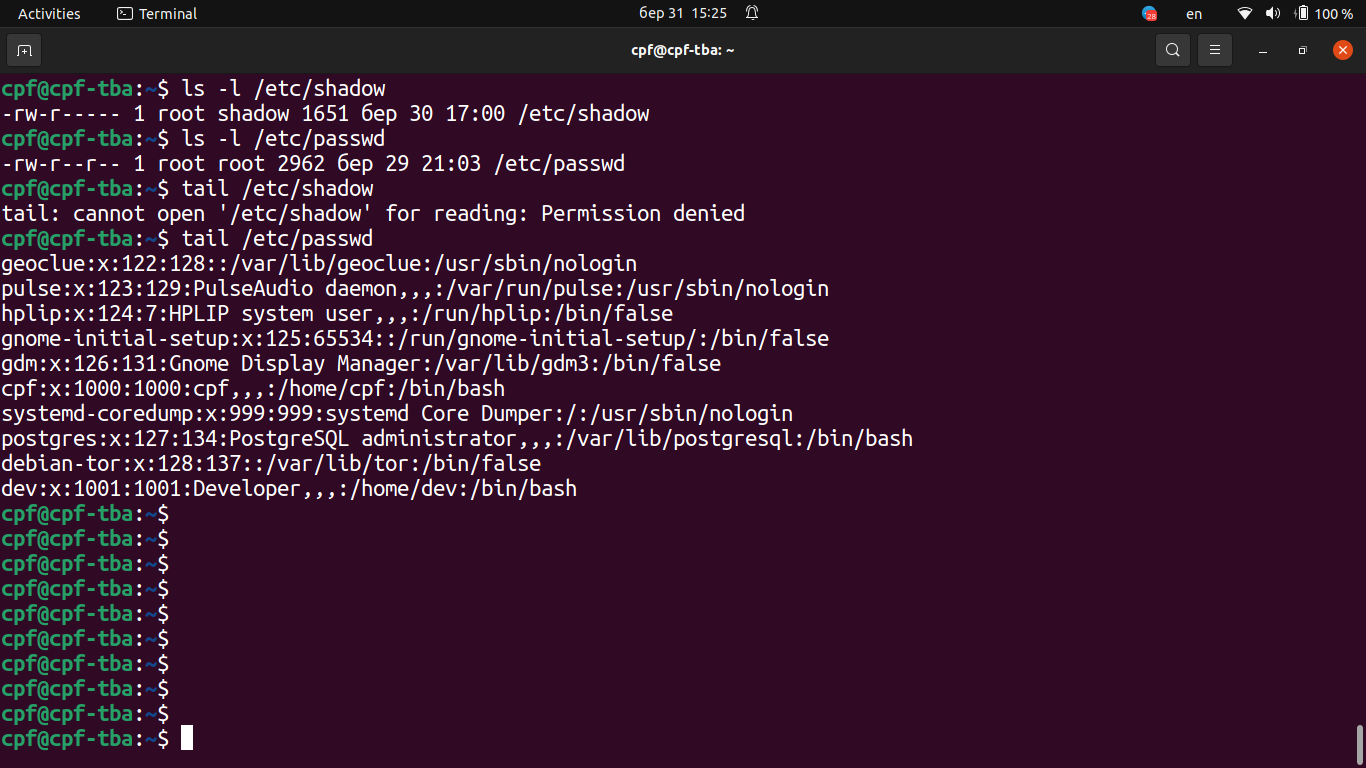 Activities Terminal бер 31 15:25 28 en 100 %
cpf@cpf-tba: ~
cpf@cpf-tba:~$ ls -l /etc/shadow
-rw-r----- 1 root shadow 1651 бер 30 17:00 /etc/shadow
cpf@cpf-tba:~$ ls -l /etc/passwd
-rw-r--r-- 1 root root 2962 бер 29 21:03 /etc/passwd
cpf@cpf-tba:~$ tail /etc/shadow
tail: cannot open '/etc/shadow' for reading: Permission denied
cpf@cpf-tba:~$ tail /etc/passwd
geoclue:x:122:128::/var/lib/geoclue:/usr/sbin/nologin
pulse:x:123:129:PulseAudio daemon,,,:/var/run/pulse:/usr/sbin/nologin
hplip:x:124:7:HPLIP system user,,,:/run/hplip:/bin/false
gnome-initial-setup:x:125:65534::/run/gnome-initial-setup/:/bin/false
gdm:x:126:131:Gnome Display Manager:/var/lib/gdm3:/bin/false
cpf:x:1000:1000:cpf,,,:/home/cpf:/bin/bash
systemd-coredump:x:999:999:systemd Core Dumper:/:/usr/sbin/nologin
postgres:x:127:134:PostgreSQL administrator,,,:/var/lib/postgresql:/bin/bash
debian-tor:x:128:137::/var/lib/tor:/bin/false
dev:x:1001:1001:Developer,,,:/home/dev:/bin/bash
cpf@cpf-tba:~$
cpf@cpf-tba:~$
cpf@cpf-tba:~$
cpf@cpf-tba:~$
cpf@cpf-tba:~$
cpf@cpf-tba:~$
cpf@cpf-tba:~$
cpf@cpf-tba:~$
cpf@cpf-tba:~$
cpf@cpf-tba:~$